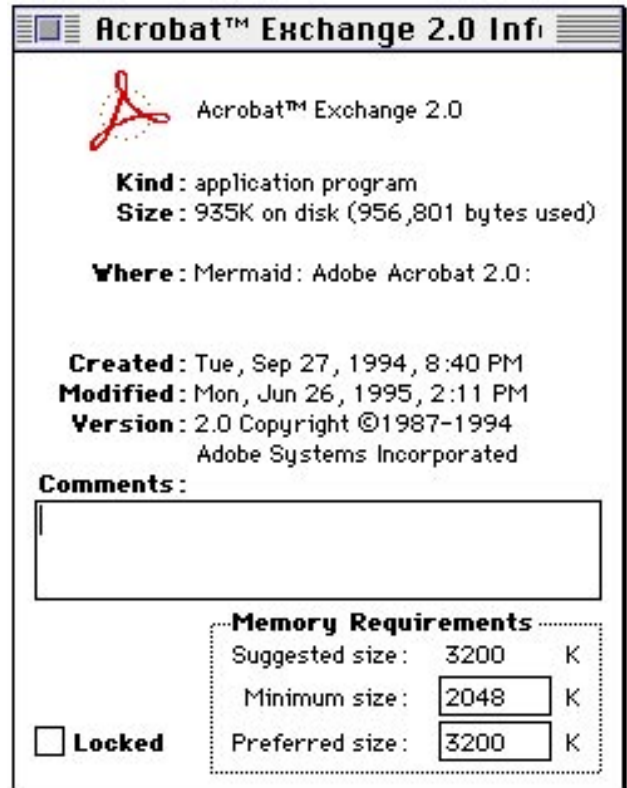 Acrobat™ Exchange 2.0 Inf
Acrobat™ Exchange 2.0
Kind: application program
Size: 935K on disk (956,801 bytes used)
Where: Mermaid: Adobe Acrobat 2.0:
Created: Tue, Sep 27, 1994, 8:40 PM
Modified: Mon, Jun 26, 1995, 2:11 PM
Version: 2.0 Copyright ©1987-1994
Adobe Systems Incorporated
Comments:
Memory Requirements
Suggested size: 3200 K
Minimum size: 2048 K
Locked
Preferred size: 3200 K